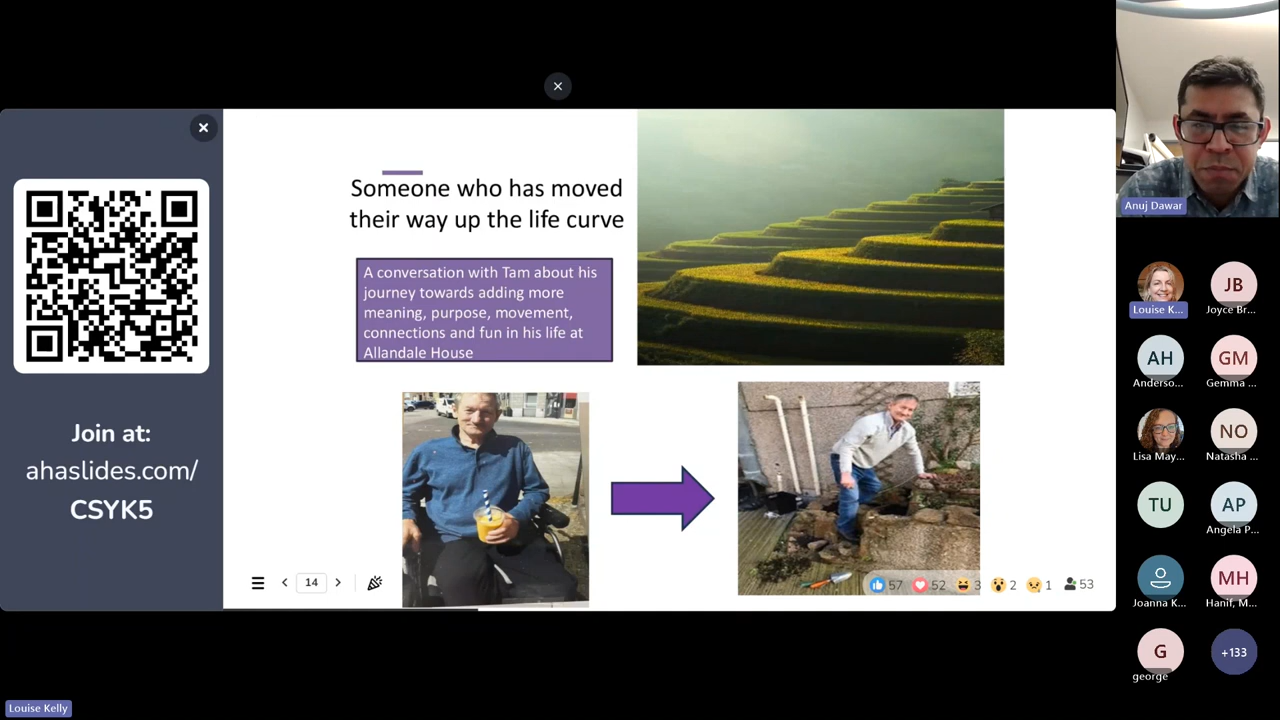 Join at:
ahaslides.com/
CSYK5
Someone who has moved
their way up the life curve
A conversation with Tam about his
journey towards adding more
meaning, purpose, movement,
connections and fun in his life at
Allandale House
14
57
52
3
2
1
53
Anuj Dawar
Louise K...
JB
Joyce Br...
AH
Anderso...
GM
Gemma ...
Lisa May...
NO
Natasha ...
TU
AP
Angela P...
Joanna K...
MH
Hanif, M...
G
george
+133
Louise Kelly